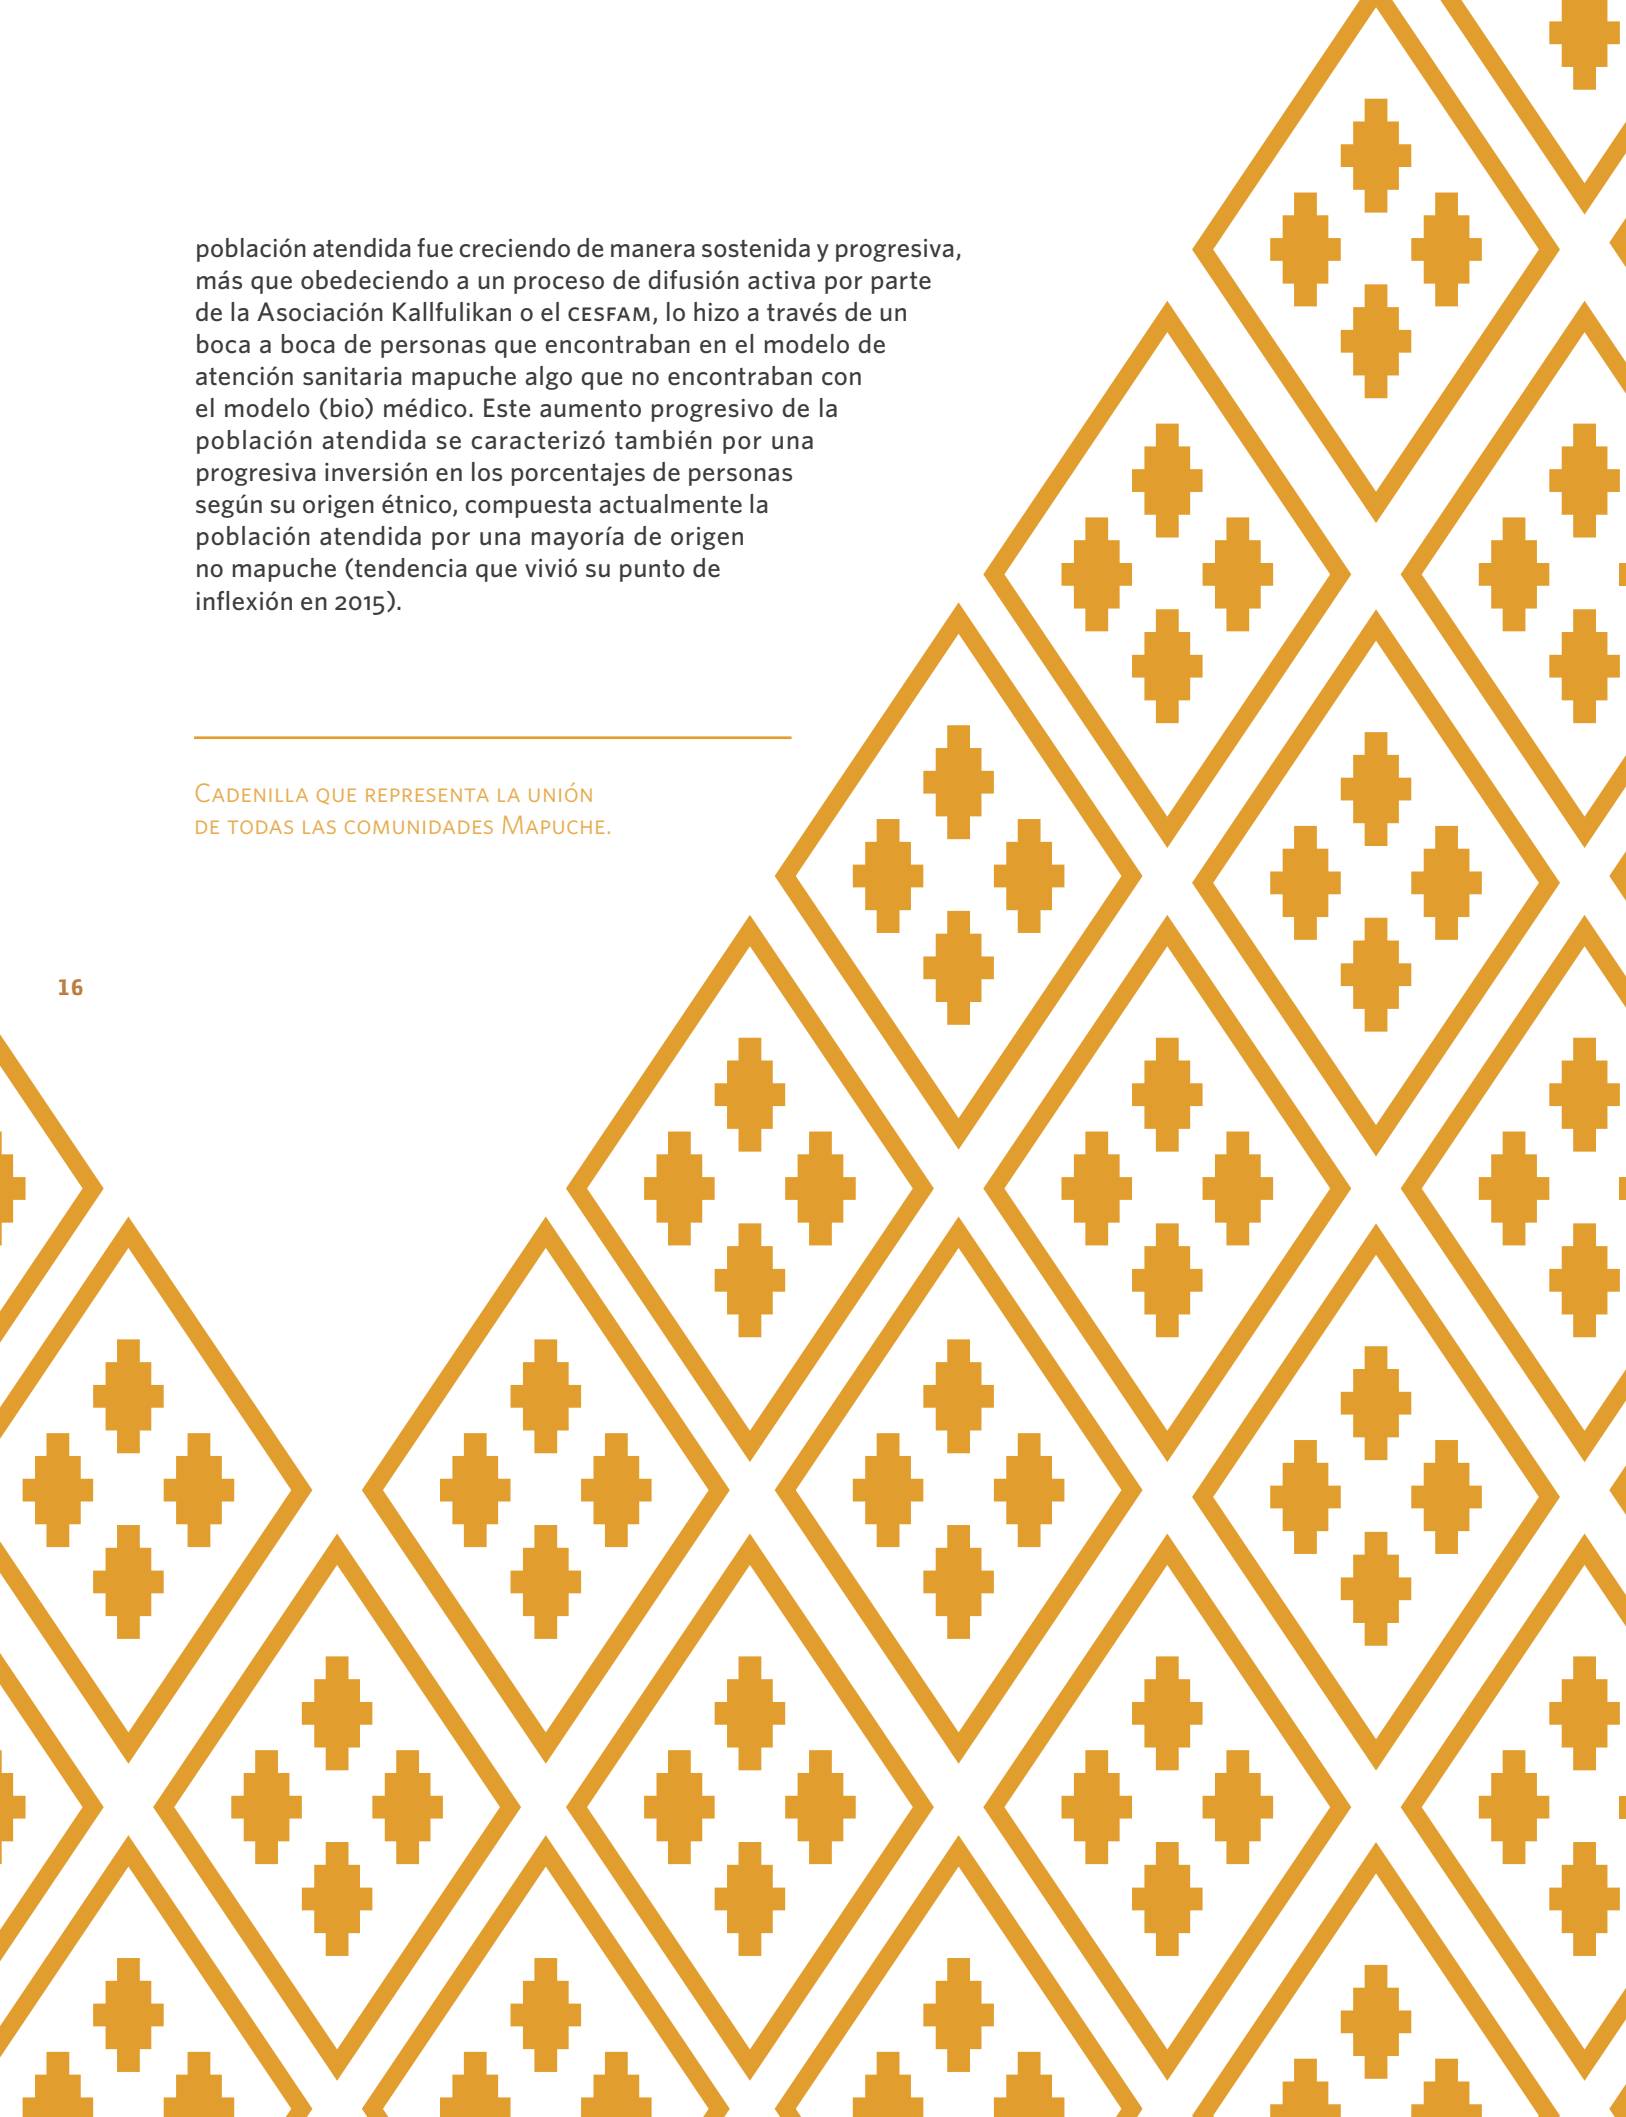 población atendida fue creciendo de manera sostenida y progresiva,
más que obedeciendo a un proceso de difusión activa por parte
de la Asociación Kallfulikan o el CESFAM, lo hizo a través de un
boca a boca de personas que encontraban en el modelo de
atención sanitaria mapuche algo que no encontraban con
el modelo (bio) médico. Este aumento progresivo de la
población atendida se caracterizó también por una
progresiva inversión en los porcentajes de personas
según su origen étnico, compuesta actualmente la
población atendida por una mayoría de origen
no mapuche (tendencia que vivió su punto de
inflexión en 2015).
Cadenilla que representa la unión
de todas las comunidades Mapuche.
16